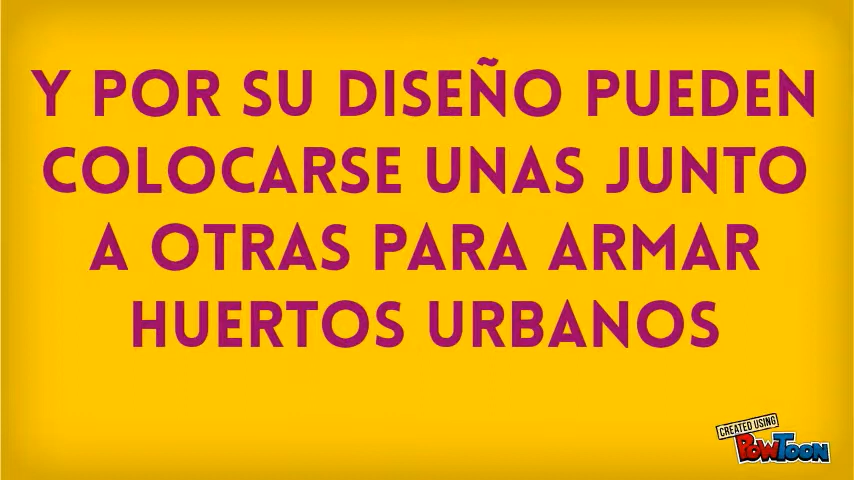 Y POR SU DISEÑO PUEDEN
COLOCARSE UNAS JUNTO
A OTRAS PARA ARMAR
HUERTOS URBANOS
CREATED USING
POWTOON